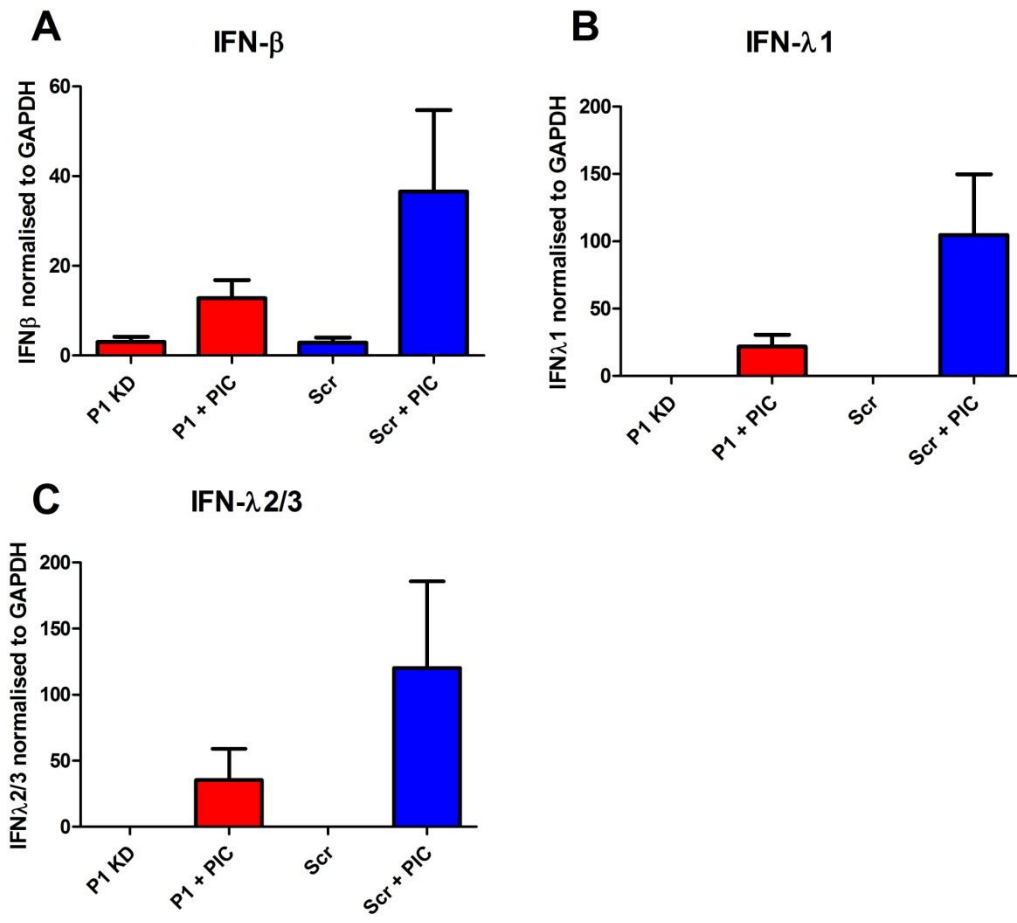 A
IFN-β
IFNβ normalised to GAPDH
60
40
20
0
P1 KD
P1 + PIC
Scr
Scr + PIC
B
IFN-λ1
IFNλ1 normalised to GAPDH
200
150
100
50
0
P1 KD
P1 + PIC
Scr
Scr + PIC
C
IFN-λ2/3
IFNλ2/3 normalised to GAPDH
200
150
100
50
0
P1 KD
P1 + PIC
Scr
Scr + PIC